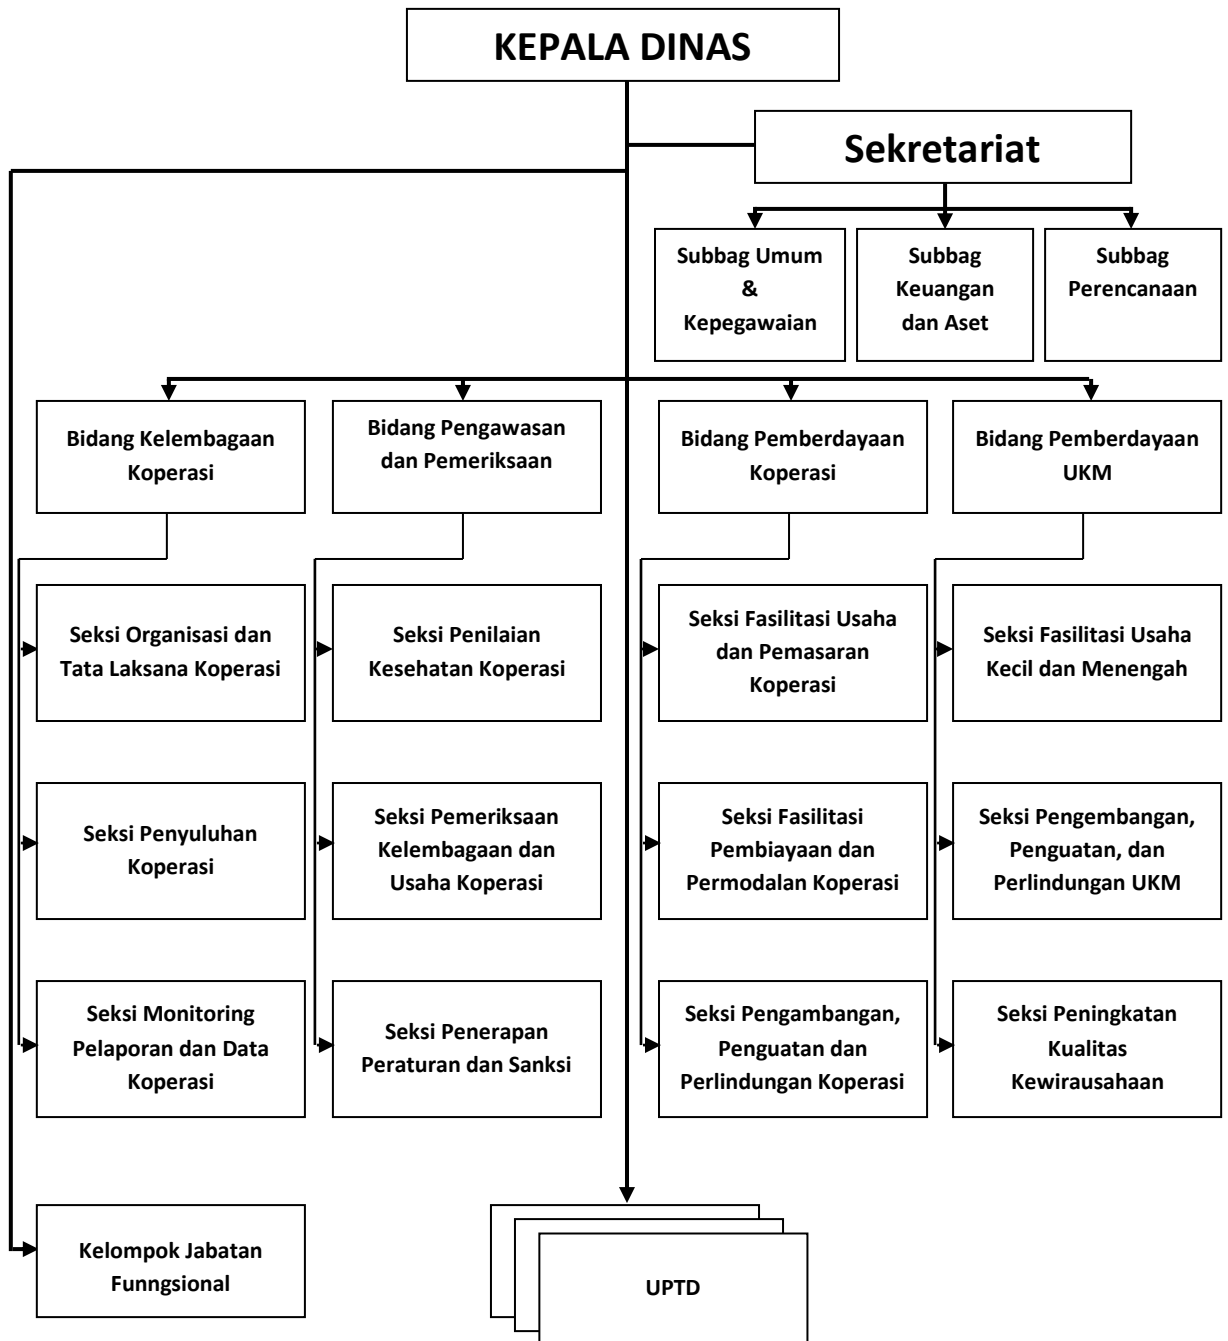 KEPALA DINAS
Sekretariat
Subbag Umum
&
Kepegawaian
Subbag
Keuangan
dan Aset
Subbag
Perencanaan
Bidang Kelembagaan
Koperasi
Bidang Pengawasan
dan Pemeriksaan
Bidang Pemberdayaan
Koperasi
Bidang Pemberdayaan
UKM
Seksi Organisasi dan
Tata Laksana Koperasi
Seksi Penilaian
Kesehatan Koperasi
Seksi Fasilitasi Usaha
dan Pemasaran
Koperasi
Seksi Fasilitasi Usaha
Kecil dan Menengah
Seksi Penyuluhan
Koperasi
Seksi Pemeriksaan
Kelembagaan dan
Usaha Koperasi
Seksi Fasilitasi
Pembiayaan dan
Permodalan Koperasi
Seksi Pengembangan,
Penguatan, dan
Perlindungan UKM
Seksi Monitoring
Pelaporan dan Data
Koperasi
Seksi Penerapan
Peraturan dan Sanksi
Seksi Pengambangan,
Penguatan dan
Perlindungan Koperasi
Seksi Peningkatan
Kualitas
Kewirausahaan
Kelompok Jabatan
Funngsional
UPTD